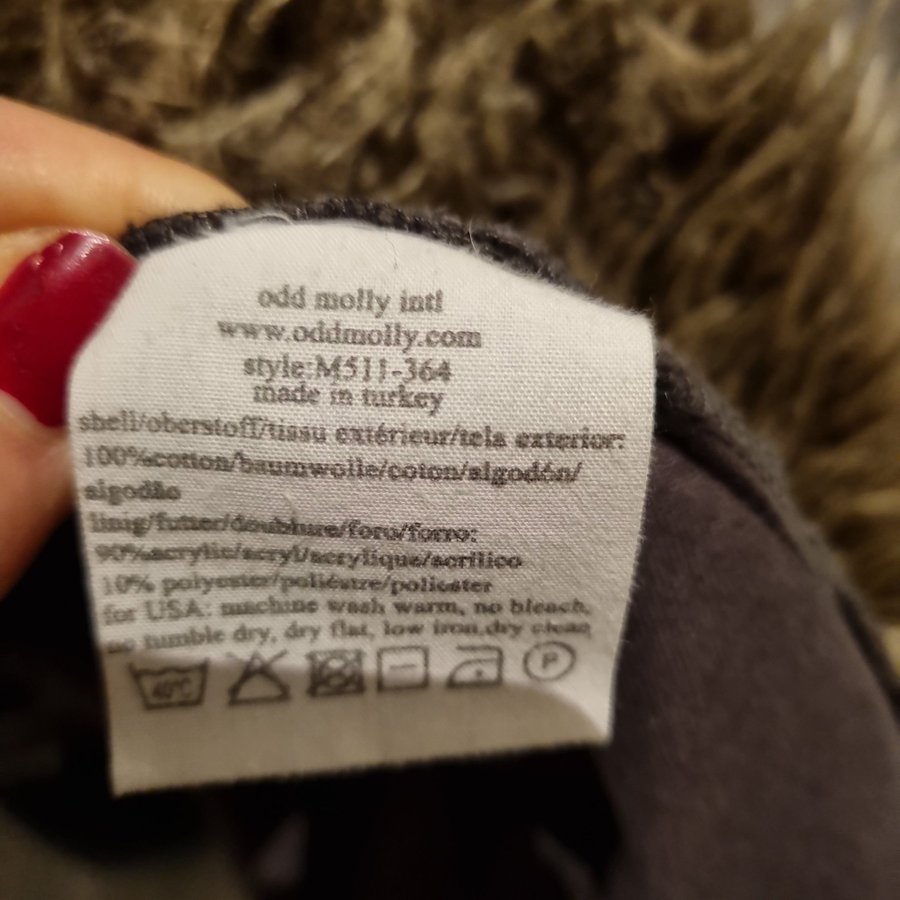 odd molly intl
www.oddmolly.com
style:M511-364
made in turkey
shell/oberstoff/tissu extérieur/tela exterior:
100%cotton/baumwolle/coton/algodón/
algodão
linig/futter/doublure/foro/forro:
90%acrylic/acryl/acrylique/acrilico
10% polyester/poliéstre/policster
for USA: machine wash warm, no bleach,
no tumble dry, dry flat, low iron,dry clean
40°C
P